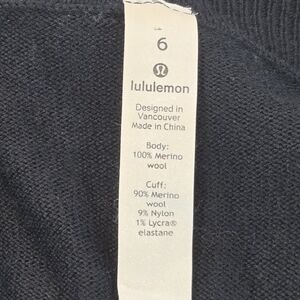 6
lululemon
Designed in
Vancouver
Made in China
Body:
100% Merino
wool
Cuff:
90% Merino
wool
9% Nylon
1% Lycra®
elastane